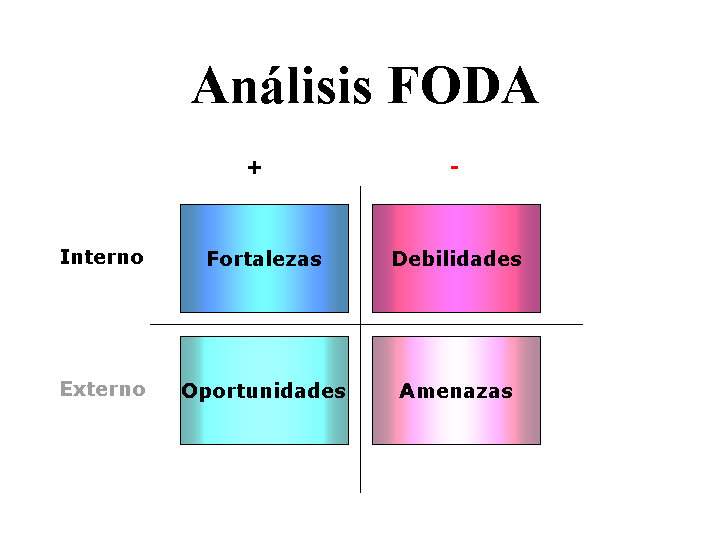 Análisis FODA
+ -
Interno Fortalezas Debilidades
Externo Oportunidades Amenazas